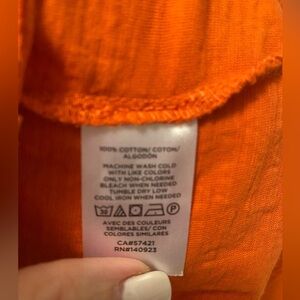 100% COTTON/ COTON/
ALGODÓN
MACHINE WASH COLD
WITH LIKE COLORS
ONLY NON-CHLORINE
BLEACH WHEN NEEDED
TUMBLE DRY LOW
COOL IRON WHEN NEEDED
AVEC DES COULEURS
SEMBLABLES/ CON
COLORES SIMILARES
CA#57421
RN#140923